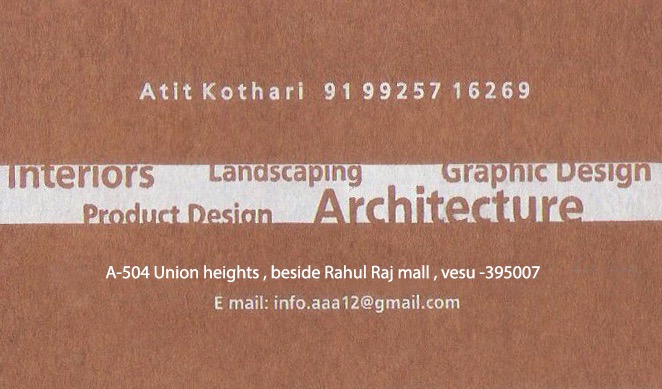 Atit Kothari 91 99257 16269
Interiors Landscaping Graphic Design
Product Design Architecture
A-504 Union heights , beside Rahul Raj mall , vesu -395007
E mail: info.aaa12@gmail.com